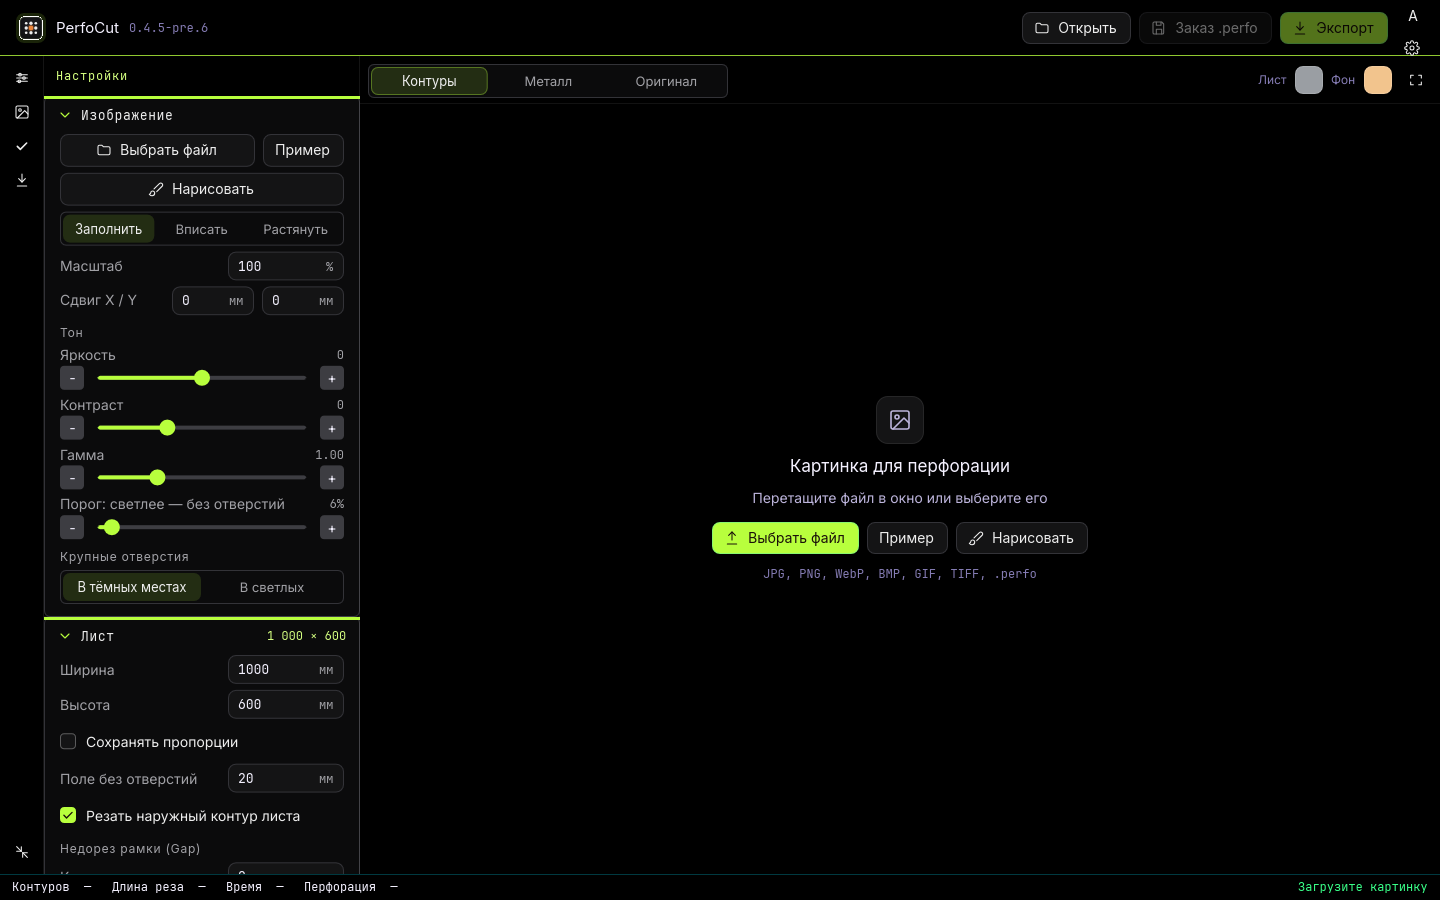 PerfoCut 0.4.5-pre.6
Открыть
Заказ .perfo
Экспорт
A
Настройки
Изображение
Выбрать файл
Пример
Нарисовать
Заполнить Вписать Растянуть
Масштаб 100 %
Сдвиг X / Y 0 мм 0 мм
Тон
Яркость 0
- +
Контраст 0
- +
Гамма 1.00
- +
Порог: светлее — без отверстий 6%
- +
Крупные отверстия
В тёмных местах В светлых
Лист 1 000 × 600
Ширина 1000 мм
Высота 600 мм
Сохранять пропорции
Поле без отверстий 20 мм
Резать наружный контур листа
Недорез рамки (Gap)
Контуры Металл Оригинал
Лист Фон
Картинка для перфорации
Перетащите файл в окно или выберите его
Выбрать файл Пример Нарисовать
JPG, PNG, WebP, BMP, GIF, TIFF, .perfo
Контуров — Длина реза — Время — Перфорация —
Загрузите картинку